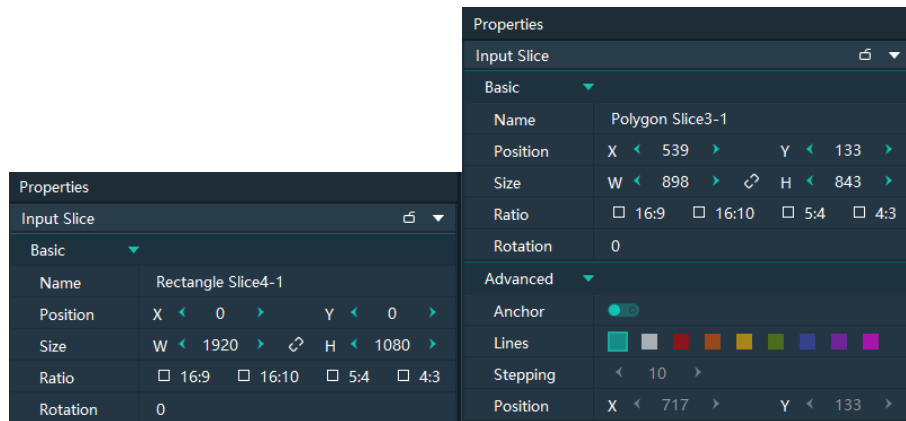 Properties
Input Slice
Basic
Name Rectangle Slice4-1
Position X 0 Y 0
Size W 1920 H 1080
Ratio 16:9 16:10 5:4 4:3
Rotation 0
Properties
Input Slice
Basic
Name Polygon Slice3-1
Position X 539 Y 133
Size W 898 H 843
Ratio 16:9 16:10 5:4 4:3
Rotation 0
Advanced
Anchor
Lines
Stepping 10
Position X 717 Y 133